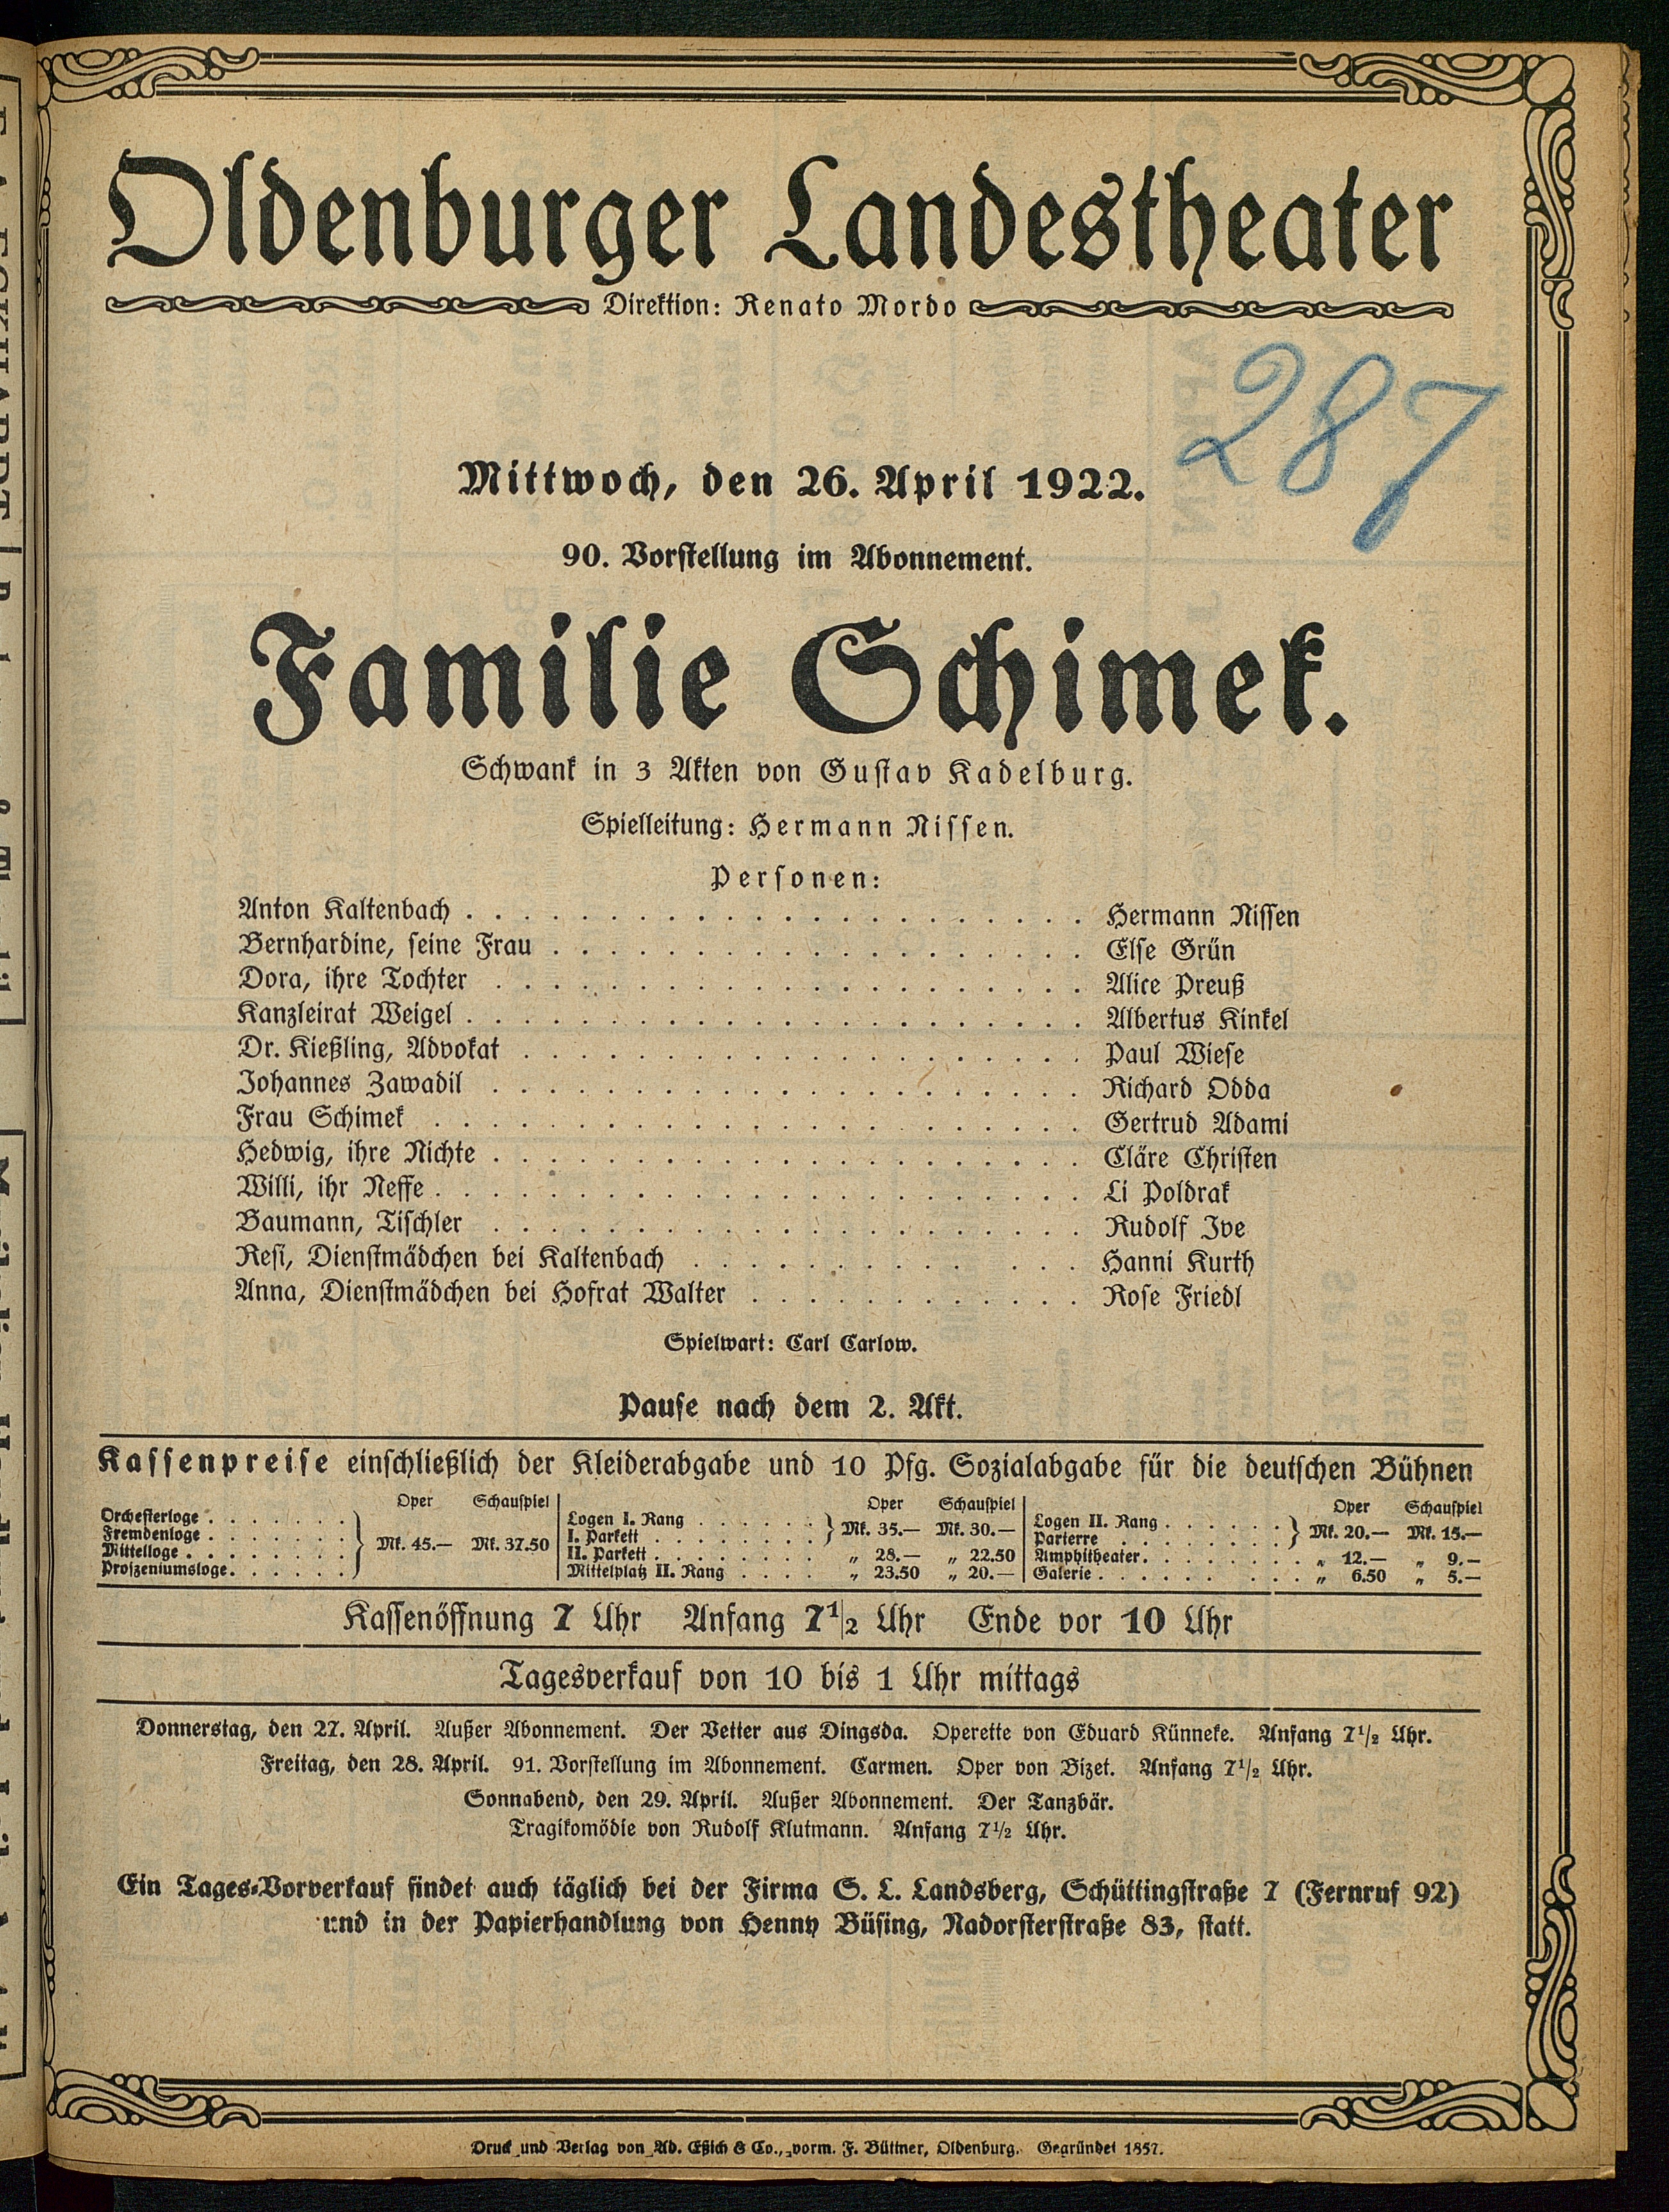 Oldenburger Landestheater
Direktion: Renato Mordo
287
Mittwoch, den 26. April 1922.
90. Vorstellung im Abonnement.
Familie Schimek.
Schwank in 3 Akten von Gustav Kadelburg.
Spielleitung: Hermann Nissen.
Personen:
Anton Kaltenbach . . . . . . . . . . Hermann Nissen
Bernhardine, seine Frau . . . . . . . . . . Else Grün
Dora, ihre Tochter . . . . . . . . . . Alice Preuß
Kanzleirat Weigel . . . . . . . . . . Albertus Kinkel
Dr. Kießling, Advokat . . . . . . . . . . Paul Wiese
Johannes Zawadil . . . . . . . . . . Richard Odda
Frau Schimek . . . . . . . . . . Gertrud Adami
Hedwig, ihre Nichte . . . . . . . . . . Cläre Christen
Willi, ihr Neffe . . . . . . . . . . Li Poldrak
Baumann, Tischler . . . . . . . . . . Rudolf Ive
Resi, Dienstmädchen bei Kaltenbach . . . . . . . . . . Hanni Kurth
Anna, Dienstmädchen bei Hofrat Walter . . . . . . . . . . Rose Friedl
Spielwart: Carl Carlow.
Pause nach dem 2. Akt.
Kassenpreise einschließlich der Kleiderabgabe und 10 Pfg. Sozialabgabe für die deutschen Bühnen
Oper Schauspiel
Orchesterloge . . . . . . .
Fremdenloge . . . . . . .
Mittelloge . . . . . . . .
Proszeniumsloge . . . . . .
} Mk. 45.— Mk. 37.50
Oper Schauspiel
Logen I. Rang . . . . . .
I. Parkett . . . . . . . .
} Mk. 35.— Mk. 30.—
II. Parkett . . . . . . . . „ 28.— „ 22.50
Mittelplatz II. Rang . . . . „ 23.50 „ 20.—
Oper Schauspiel
Logen II. Rang . . . . . .
Parterre . . . . . . . .
} Mk. 20.— Mk. 15.—
Amphitheater . . . . . . . . „ 12.— „ 9.—
Galerie . . . . . . . . . „ 6.50 „ 5.—
Kassenöffnung 7 Uhr Anfang 7½ Uhr Ende vor 10 Uhr
Tagesverkauf von 10 bis 1 Uhr mittags
Donnerstag, den 27. April. Außer Abonnement. Der Vetter aus Dingsda. Operette von Eduard Künneke. Anfang 7½ Uhr.
Freitag, den 28. April. 91. Vorstellung im Abonnement. Carmen. Oper von Bizet. Anfang 7½ Uhr.
Sonnabend, den 29. April. Außer Abonnement. Der Tanzbär.
Tragikomödie von Rudolf Klutmann. Anfang 7½ Uhr.
Ein Tages-Vorverkauf findet auch täglich bei der Firma S. L. Landsberg, Schüttingstraße 7 (Fernruf 92)
und in der Papierhandlung von Henny Büsing, Nadorsterstraße 83, statt.
Druck und Verlag von Ad. Eßich & Co., vorm. F. Büttner, Oldenburg. Gegründet 1857.